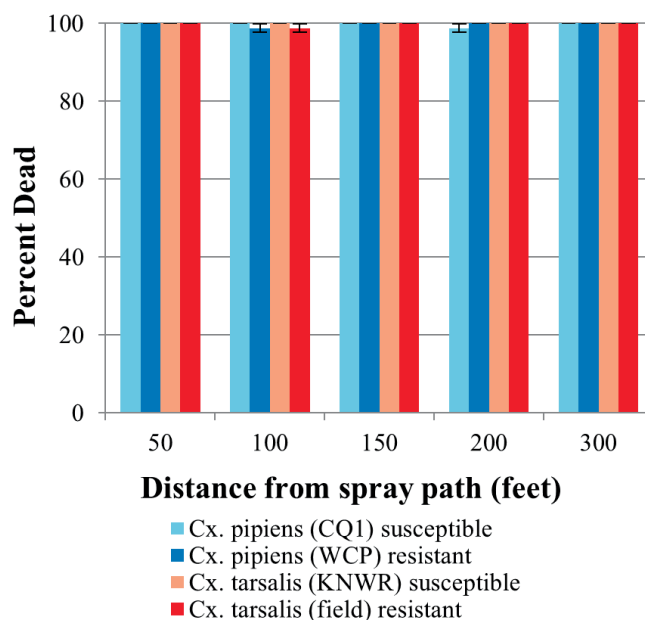 100
80
60
40
20
0
Percent Dead
50 100 150 200 300
Distance from spray path (feet)
Cx. pipiens (CQ1) susceptible
Cx. pipiens (WCP) resistant
Cx. tarsalis (KNWR) susceptible
Cx. tarsalis (field) resistant